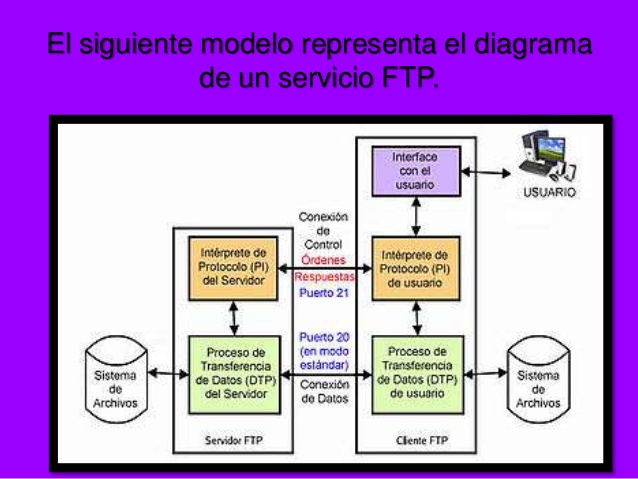 El siguiente modelo representa el diagrama
de un servicio FTP.
Interface
con el
usuario
USUARIO
Conexión
de
Control
Órdenes
Respuestas
Puerto 21
Intérprete de
Protocolo (PI)
del Servidor
Intérprete de
Protocolo (PI)
de usuario
Puerto 20
(en modo
estándar)
Conexión
de Datos
Sistema
de
Archivos
Proceso de
Transferencia
de Datos (DTP)
del Servidor
Proceso de
Transferencia
de Datos (DTP)
de usuario
Sistema
de
Archivos
Servidor FTP
Cliente FTP